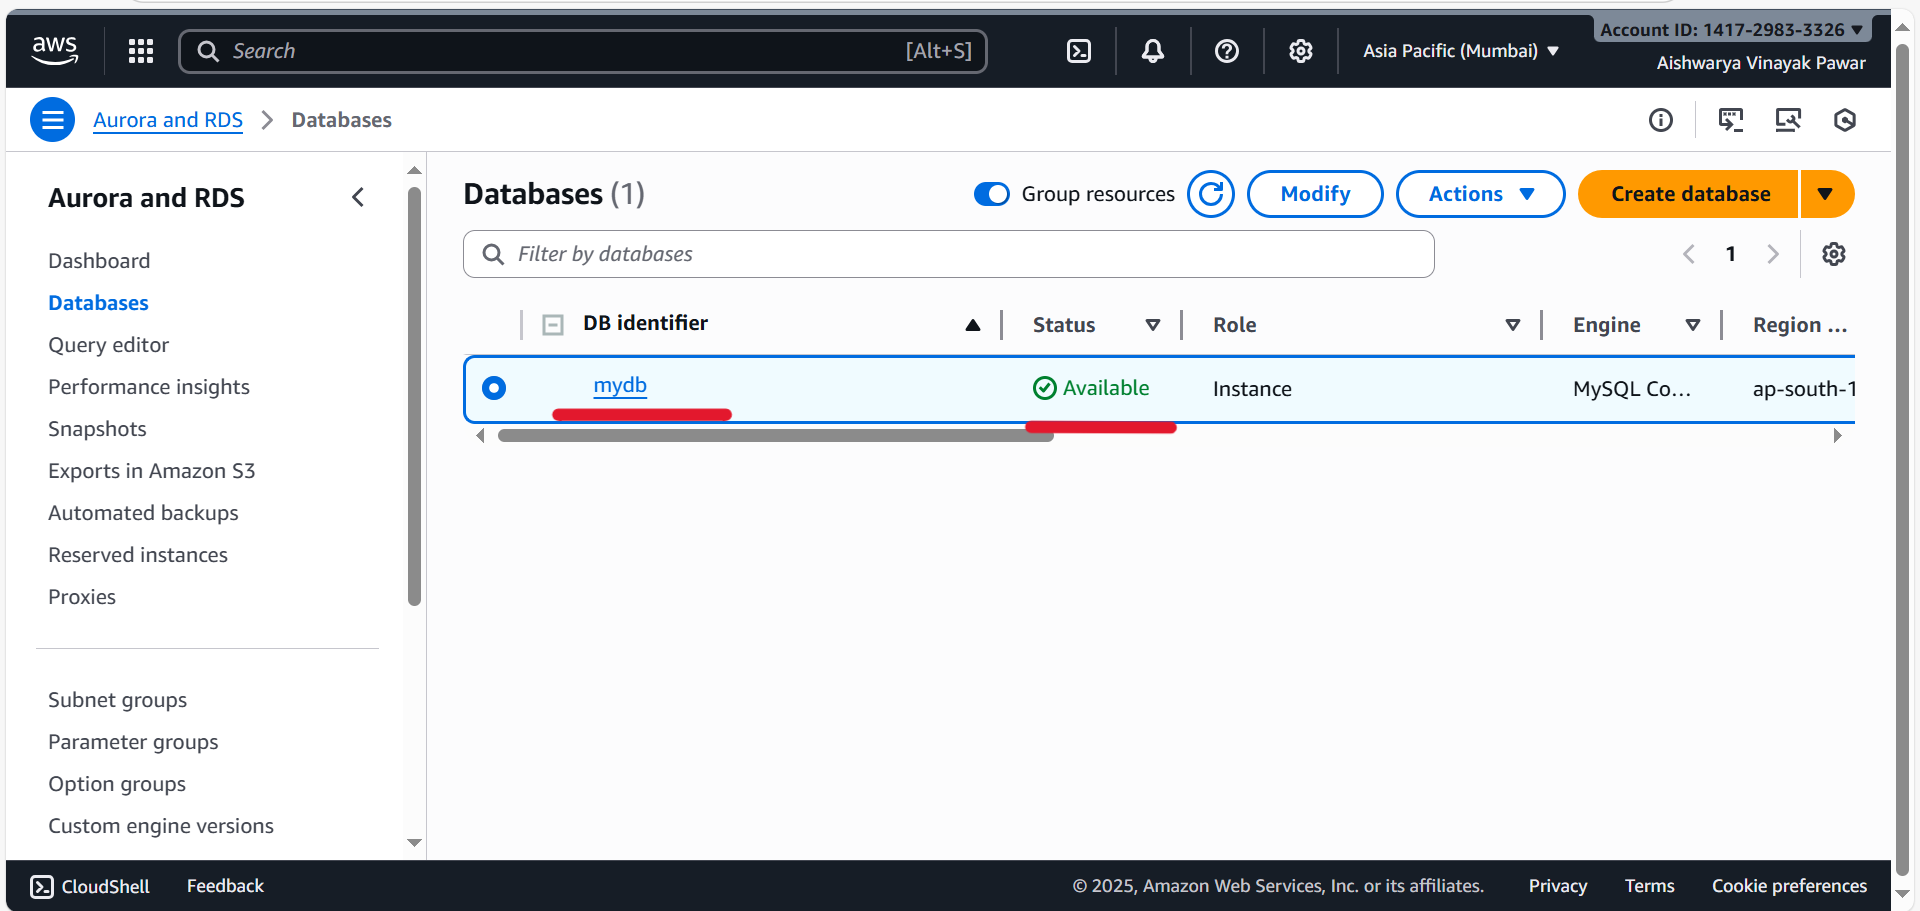 aws
Search [Alt+S]
Asia Pacific (Mumbai)
Account ID: 1417-2983-3326
Aishwarya Vinayak Pawar
Aurora and RDS
Databases
Aurora and RDS
Dashboard
Databases
Query editor
Performance insights
Snapshots
Exports in Amazon S3
Automated backups
Reserved instances
Proxies
Subnet groups
Parameter groups
Option groups
Custom engine versions
Databases (1)
Group resources
Modify
Actions
Create database
Filter by databases
1
DB identifier Status Role Engine Region ...
mydb Available Instance MySQL Co... ap-south-1
CloudShell Feedback © 2025, Amazon Web Services, Inc. or its affiliates. Privacy Terms Cookie preferences